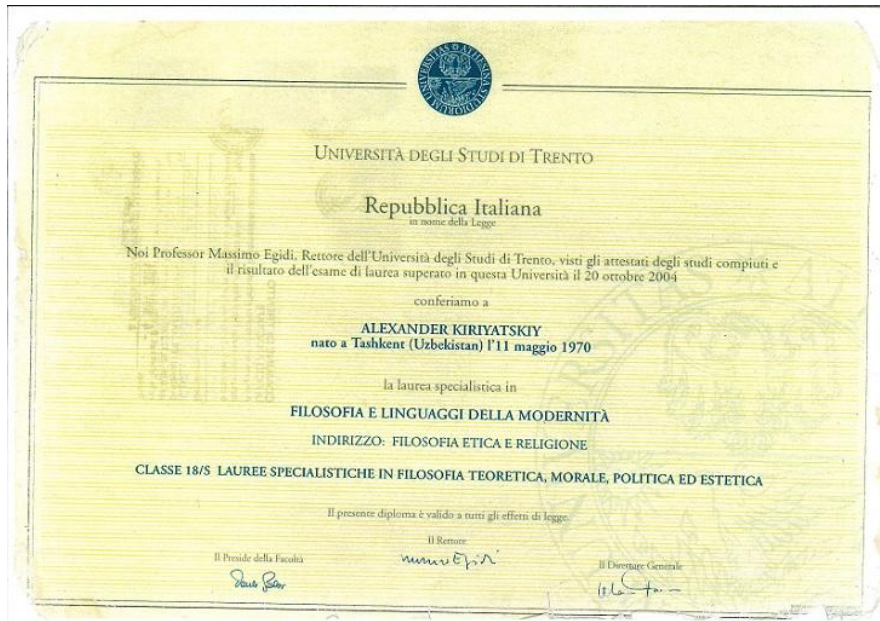 UNIVERSITÀ DEGLI STUDI DI TRENTO
Repubblica Italiana
in nome della Legge
Noi Professor Massimo Egidi, Rettore dell'Università degli Studi di Trento, visti gli attestati degli studi compiuti e
il risultato dell'esame di laurea superato in questa Università il 20 ottobre 2004
conferiamo a
ALEXANDER KIRIYATSKIY
nato a Tashkent (Uzbekistan) l'11 maggio 1970
la laurea specialistica in
FILOSOFIA E LINGUAGGI DELLA MODERNITÀ
INDIRIZZO: FILOSOFIA ETICA E RELIGIONE
CLASSE 18/S LAUREE SPECIALISTICHE IN FILOSOFIA TEORETICA, MORALE, POLITICA ED ESTETICA
Il presente diploma è valido a tutti gli effetti di legge.
Il Rettore
Il Preside della Facoltà
Il Direttore Generale